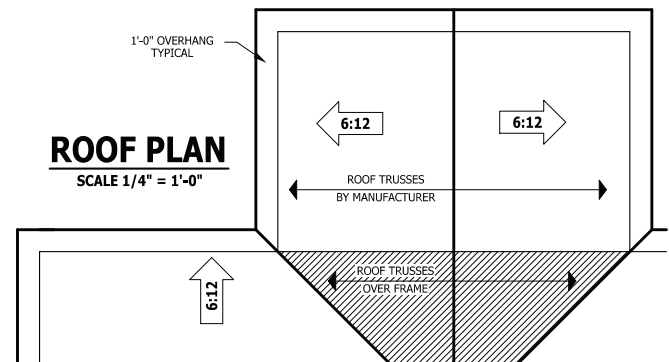 1'-0" OVERHANG
TYPICAL
6:12
6:12
ROOF PLAN
SCALE 1/4" = 1'-0"
ROOF TRUSSES
BY MANUFACTURER
ROOF TRUSSES
OVER FRAME
6:12